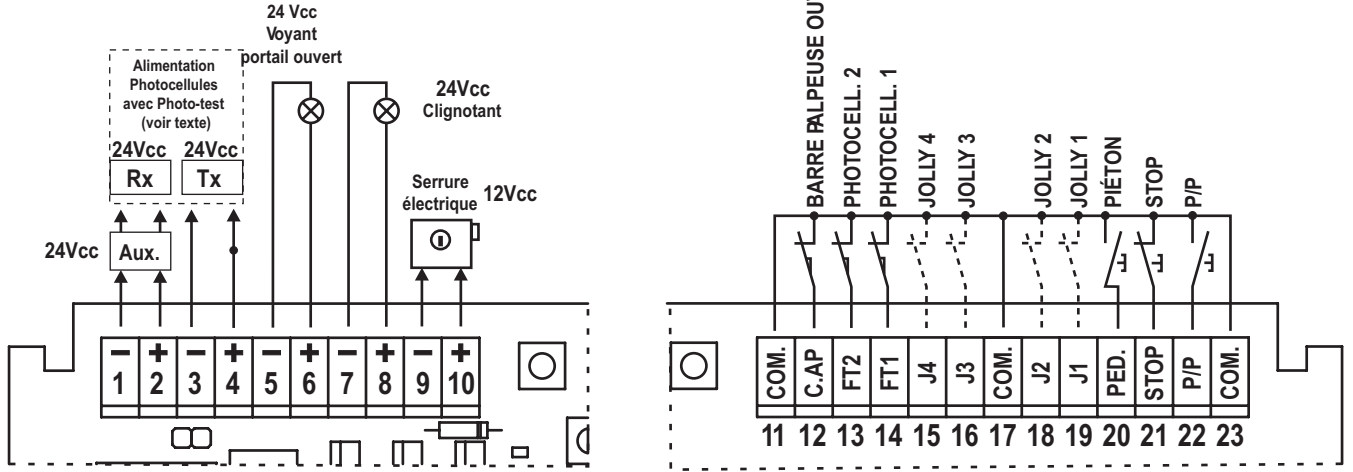 24 Vcc
Voyant
portail ouvert
Alimentation
Photocellules
avec Photo-test
(voir texte)
24Vcc 24Vcc
Rx Tx
24Vcc
Clignotant
Serrure
électrique
12Vcc
24Vcc
Aux.
− + − + − + − + − +
1 2 3 4 5 6 7 8 9 10
BARRE PALPEUSE OU
PHOTOCELL. 2
PHOTOCELL. 1
JOLLY 4
JOLLY 3
JOLLY 2
JOLLY 1
PIÉTON
STOP
P/P
COM. C.AP FT2 FT1 J4 J3 COM. J2 J1 PED. STOP P/P COM.
11 12 13 14 15 16 17 18 19 20 21 22 23